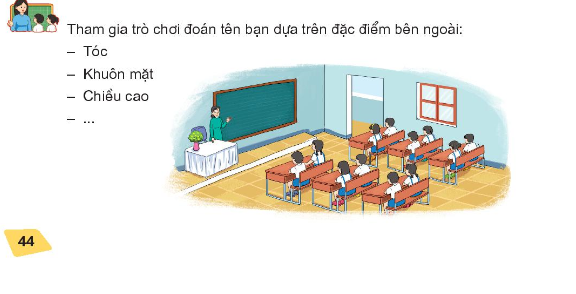 Tham gia trò chơi đoán tên bạn dựa trên đặc điểm bên ngoài:
– Tóc
– Khuôn mặt
– Chiều cao
– ...
44